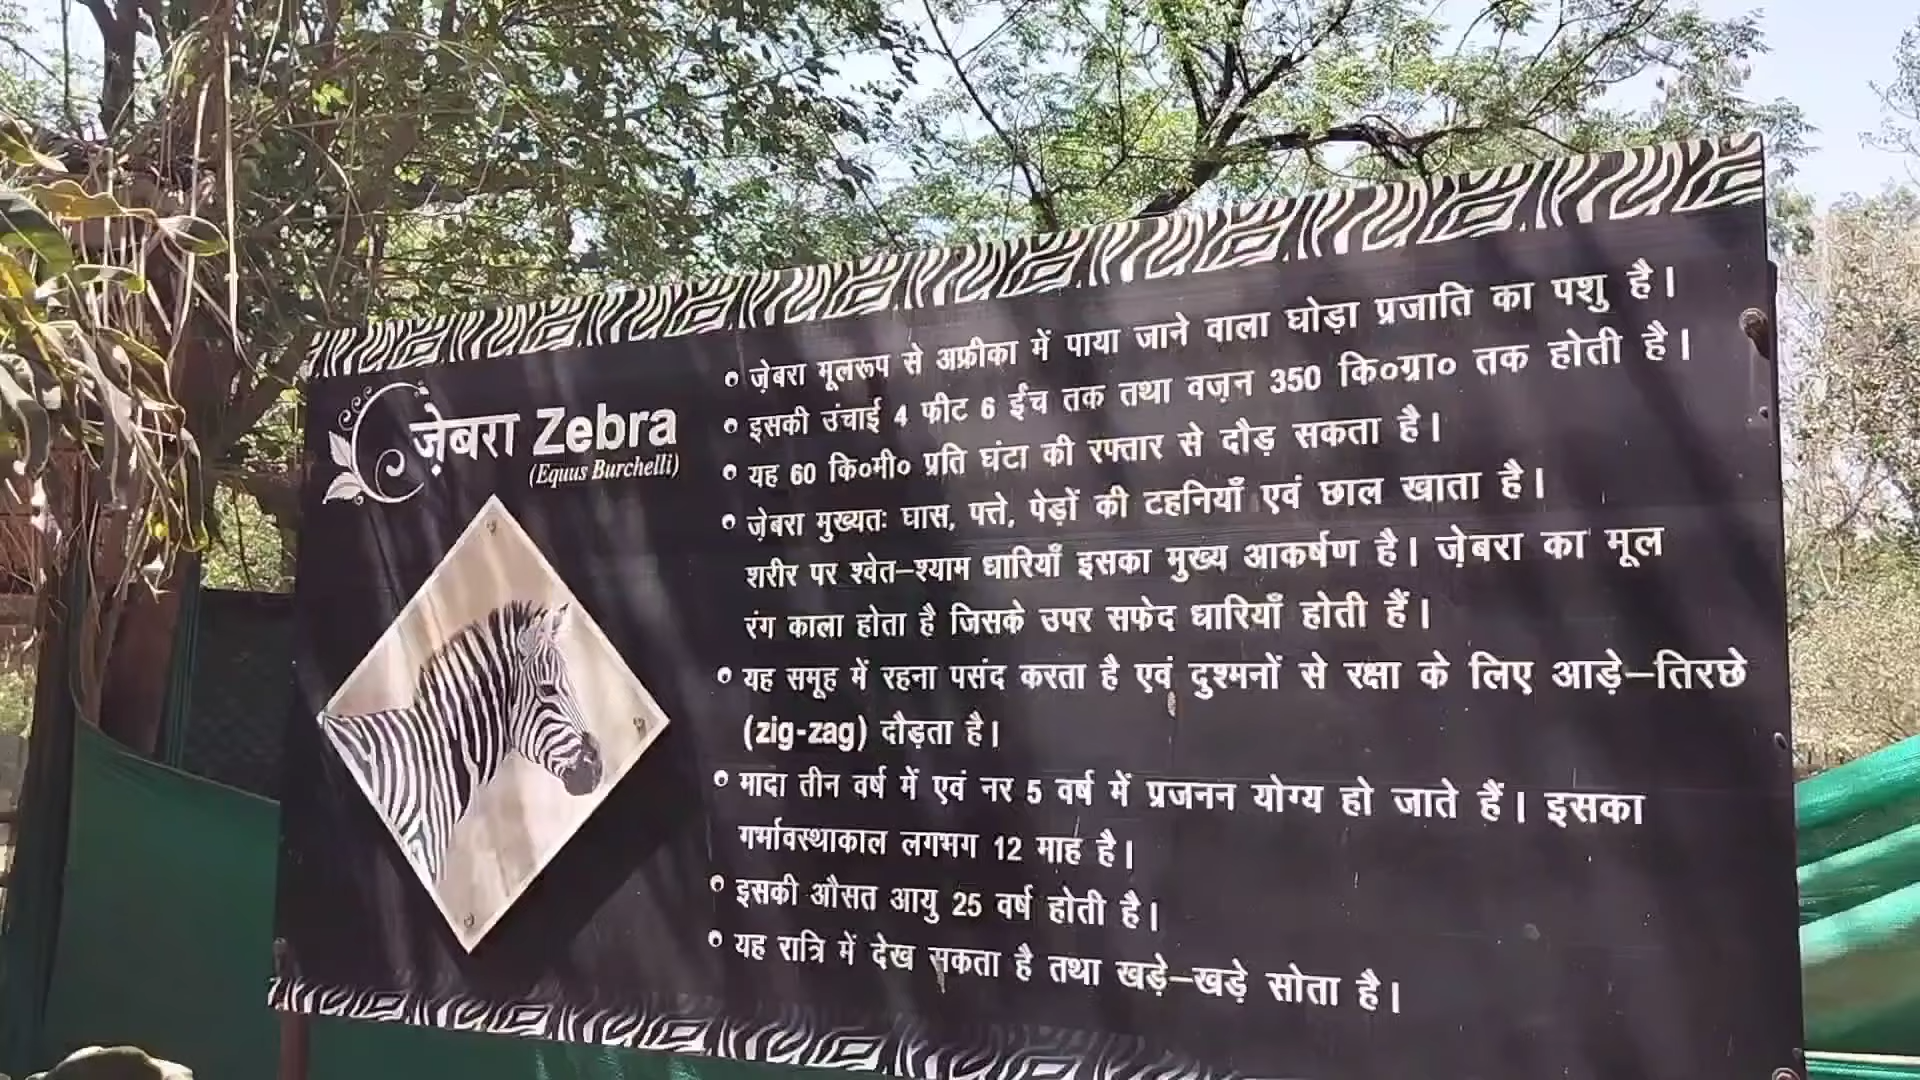 ज़ेबरा Zebra
(Equus Burchelli)
ज़ेबरा मूलरूप से अफ्रीका में पाया जाने वाला घोड़ा प्रजाति का पशु है।
इसकी उंचाई 4 फीट 6 ईंच तक तथा वज़न 350 कि०ग्रा० तक होती है।
यह 60 कि०मी० प्रति घंटा की रफ्तार से दौड़ सकता है।
ज़ेबरा मुख्यतः घास, पत्ते, पेड़ों की टहनियाँ एवं छाल खाता है।
शरीर पर श्वेत–श्याम धारियाँ इसका मुख्य आकर्षण है। ज़ेबरा का मूल
रंग काला होता है जिसके उपर सफेद धारियाँ होती हैं।
यह समूह में रहना पसंद करता है एवं दुश्मनों से रक्षा के लिए आड़े–तिरछे
(zig-zag) दौड़ता है।
मादा तीन वर्ष में एवं नर 5 वर्ष में प्रजनन योग्य हो जाते हैं। इसका
गर्भावस्थाकाल लगभग 12 माह है।
इसकी औसत आयु 25 वर्ष होती है।
यह रात्रि में देख सकता है तथा खड़े–खड़े सोता है।